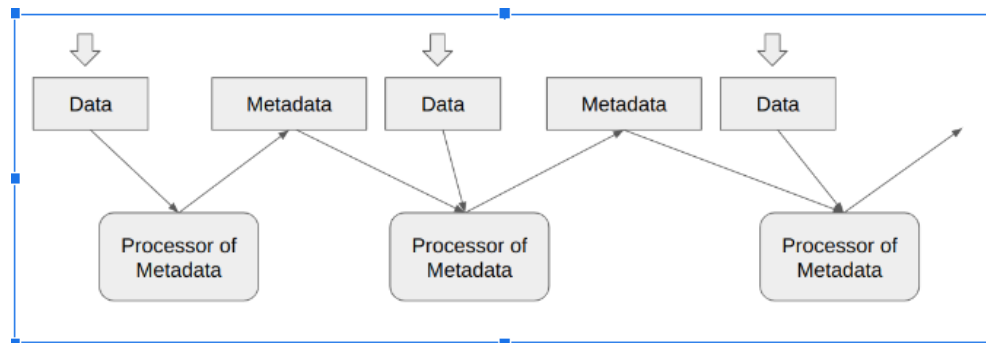 Data
Metadata
Data
Metadata
Data
Processor of
Metadata
Processor of
Metadata
Processor of
Metadata